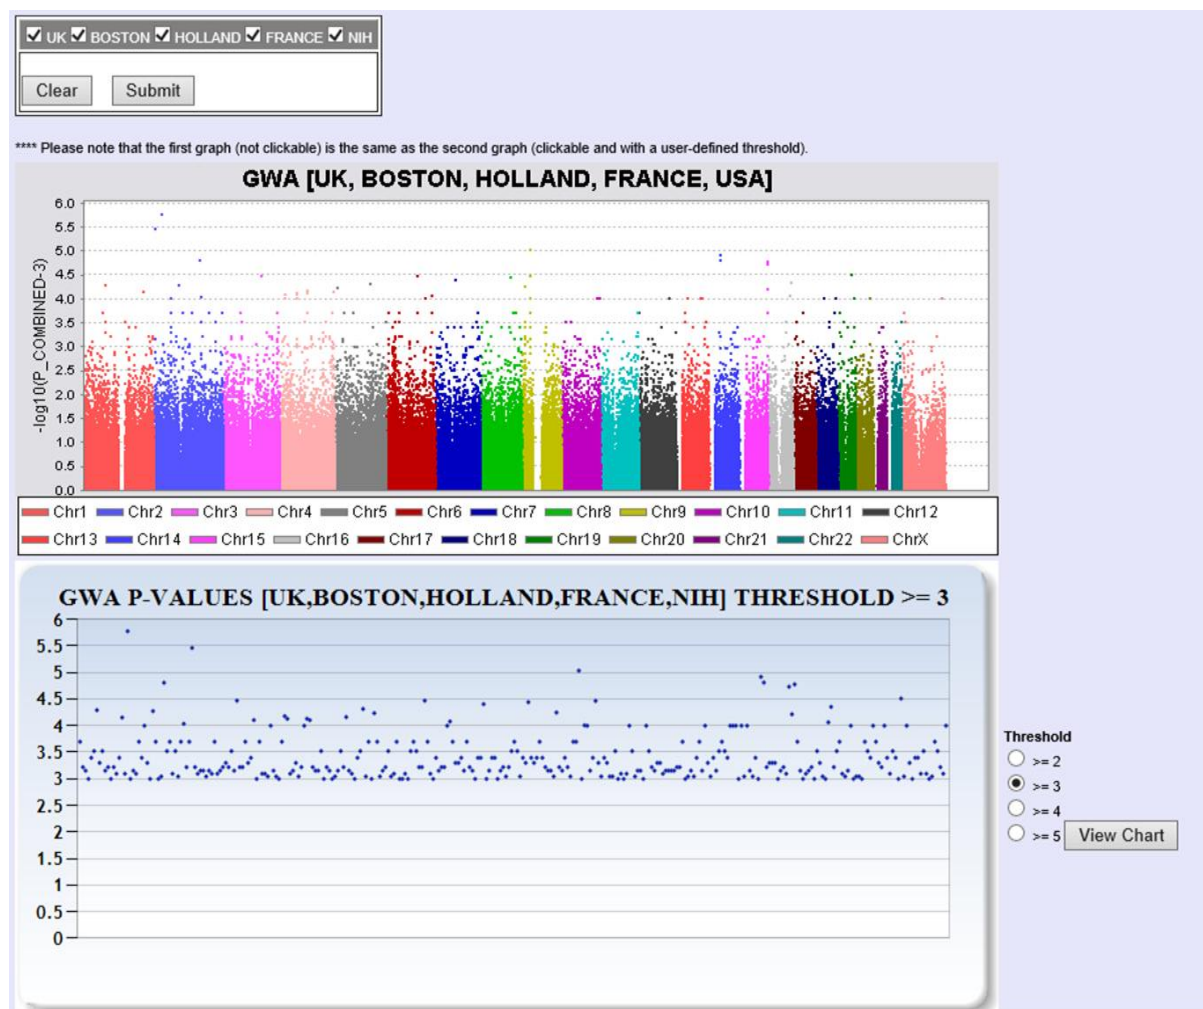 UK BOSTON HOLLAND FRANCE NIH
Clear Submit
**** Please note that the first graph (not clickable) is the same as the second graph (clickable and with a user-defined threshold).
GWA [UK, BOSTON, HOLLAND, FRANCE, USA]
-log10(P_COMBINED-3)
6.0
5.5
5.0
4.5
4.0
3.5
3.0
2.5
2.0
1.5
1.0
0.5
0.0
Chr1 Chr2 Chr3 Chr4 Chr5 Chr6 Chr7 Chr8 Chr9 Chr10 Chr11 Chr12
Chr13 Chr14 Chr15 Chr16 Chr17 Chr18 Chr19 Chr20 Chr21 Chr22 ChrX
GWA P-VALUES [UK,BOSTON,HOLLAND,FRANCE,NIH] THRESHOLD >= 3
6
5.5
5
4.5
4
3.5
3
2.5
2
1.5
1
0.5
0
Threshold
>= 2
>= 3
>= 4
>= 5 View Chart